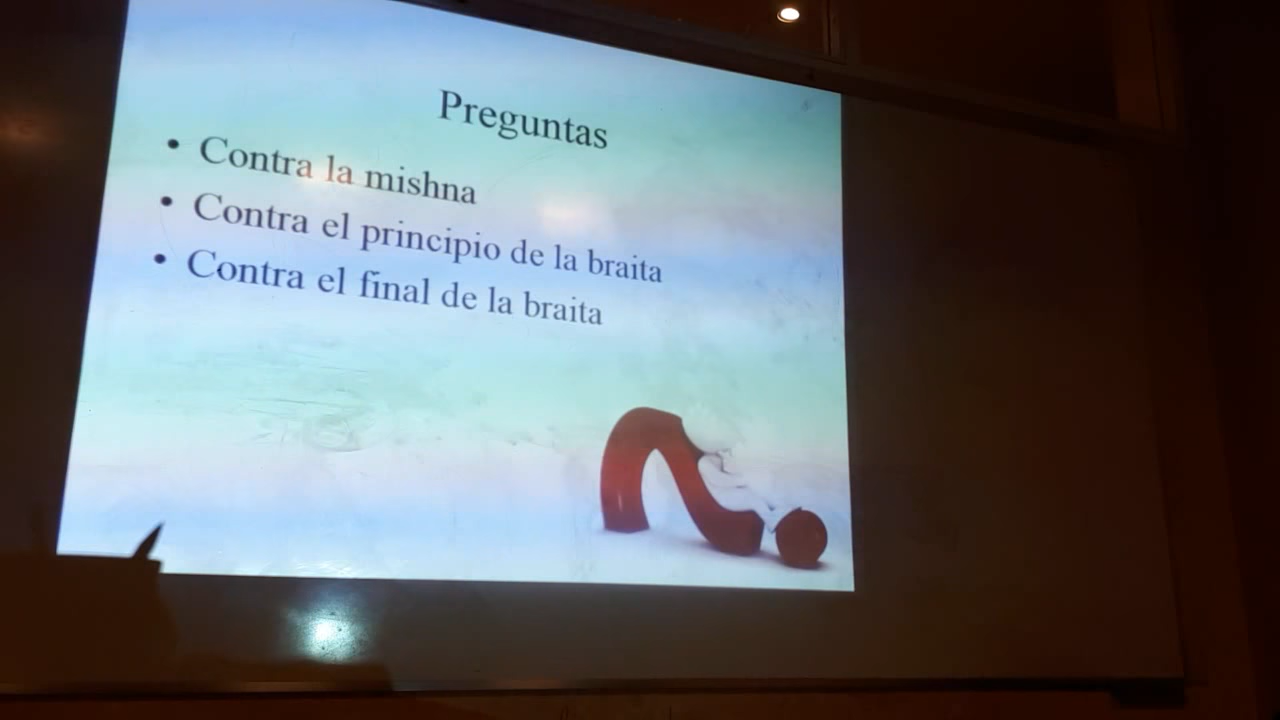 Preguntas
• Contra la mishna
• Contra el principio de la braita
• Contra el final de la braita